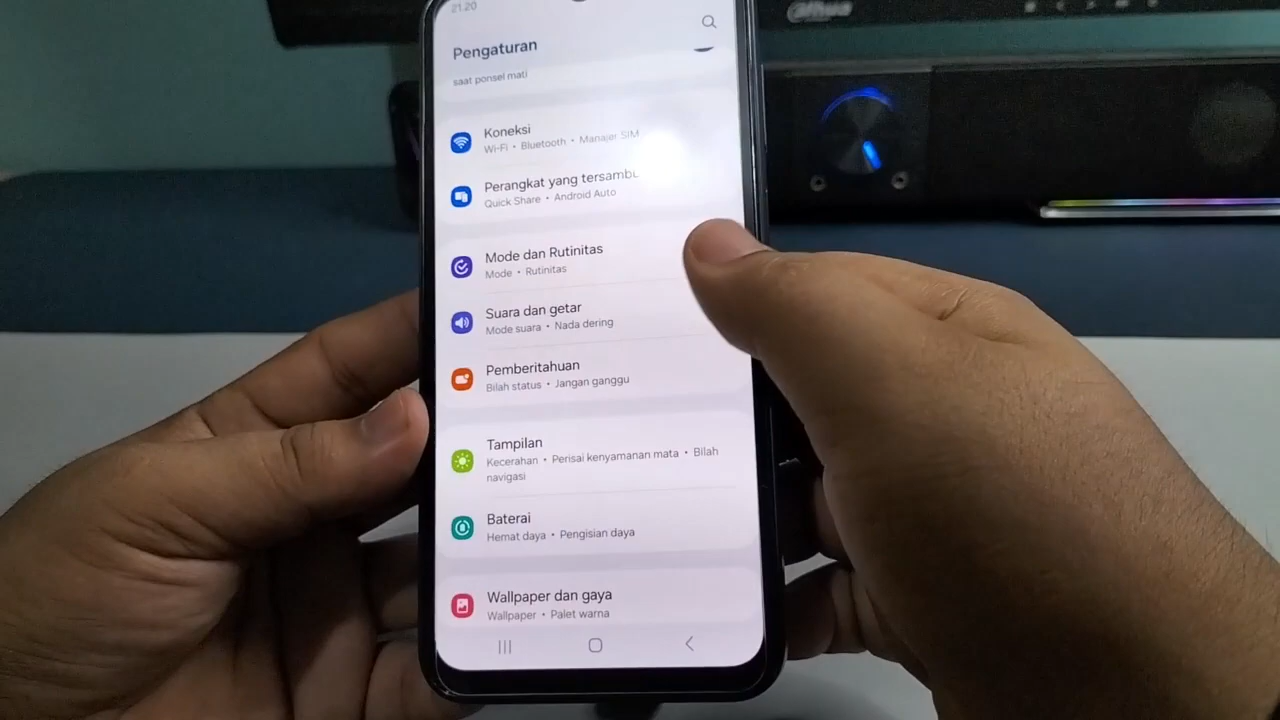 21.20
Pengaturan
saat ponsel mati
Koneksi
Wi-Fi • Bluetooth • Manajer SIM
Perangkat yang
Quick Share • Android Auto
Mode dan Rutinitas
Mode • Rutinitas
Suara dan getar
Mode suara • Nada dering
Pemberitahuan
Bilah status • Jangan ganggu
Tampilan
Kecerahan • Perisai kenyamanan mata • Bilah
navigasi
Baterai
Hemat daya • Pengisian daya
Wallpaper dan gaya
Wallpaper • Palet warna